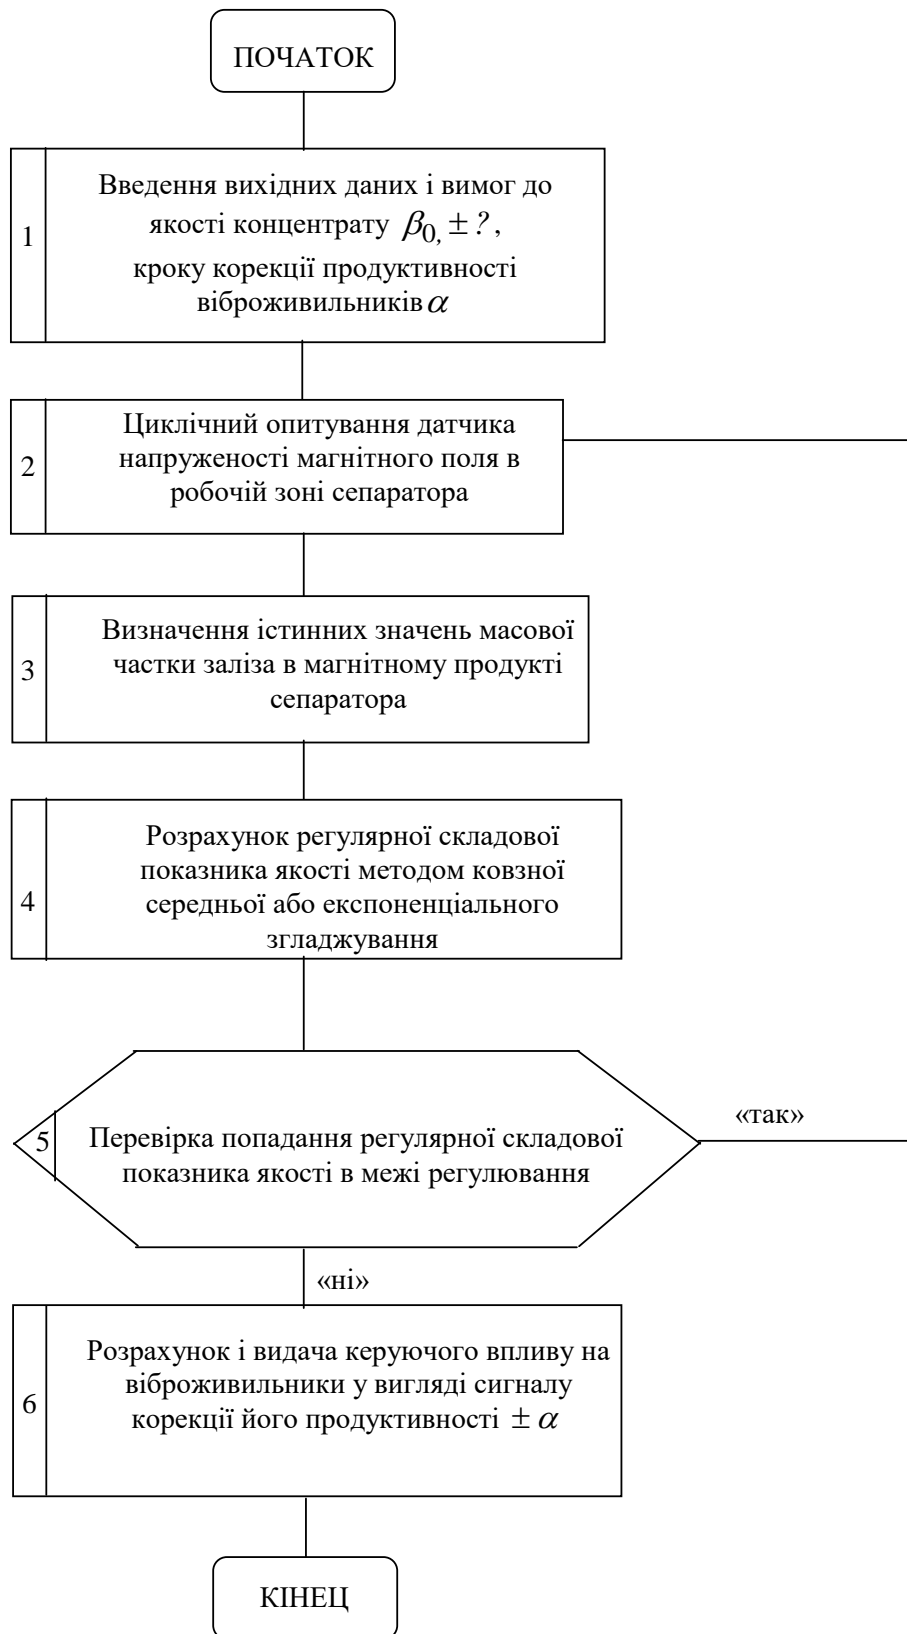 ПОЧАТОК
1
Введення вихідних даних і вимог до
якості концентрату β0, ± ?,
кроку корекції продуктивності
віброживильників α
2
Циклічний опитування датчика
напруженості магнітного поля в
робочій зоні сепаратора
3
Визначення істинних значень масової
частки заліза в магнітному продукті
сепаратора
4
Розрахунок регулярної складової
показника якості методом ковзної
середньої або експоненціального
згладжування
«так»
5
Перевірка попадання регулярної складової
показника якості в межі регулювання
«ні»
6
Розрахунок і видача керуючого впливу на
віброживильники у вигляді сигналу
корекції його продуктивності ± α
КІНЕЦ